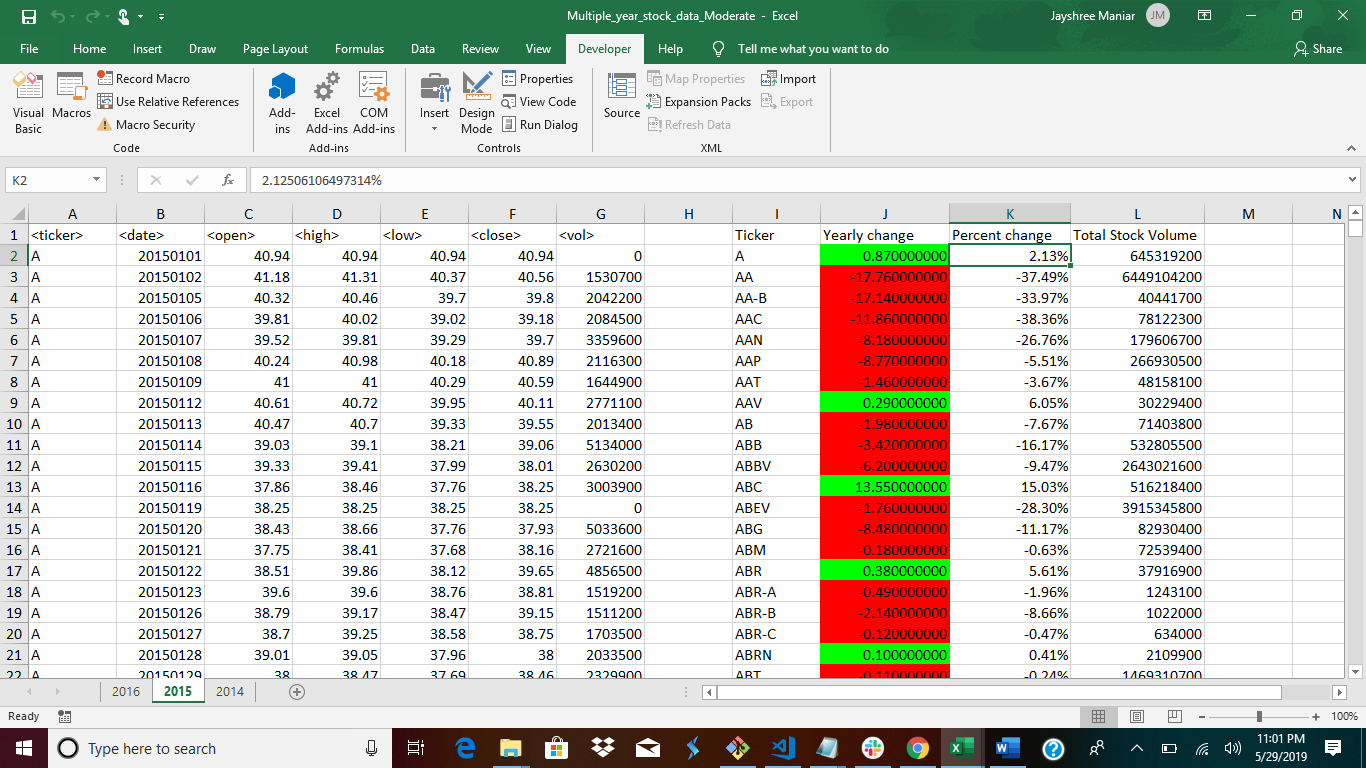 Multiple_year_stock_data_Moderate - Excel
Jayshree Maniar JM
File Home Insert Draw Page Layout Formulas Data Review View Developer Help Tell me what you want to do Share
Visual Basic Macros Record Macro Use Relative References Macro Security Code
Add-ins Excel Add-ins COM Add-ins Add-ins
Insert Design Mode Properties View Code Run Dialog Controls
Source Map Properties Expansion Packs Refresh Data Import Export XML
K2 fx 2.12506106497314%
A B C D E F G H I J K L M N
1 <ticker> <date> <open> <high> <low> <close> <vol> Ticker Yearly change Percent change Total Stock Volume
2 A 20150101 40.94 40.94 40.94 40.94 0 A 0.870000000 2.13% 645319200
3 A 20150102 41.18 41.31 40.37 40.56 1530700 AA -17.760000000 -37.49% 6449104200
4 A 20150105 40.32 40.46 39.7 39.8 2042200 AA-B -17.140000000 -33.97% 40441700
5 A 20150106 39.81 40.02 39.02 39.18 2084500 AAC -11.860000000 -38.36% 78122300
6 A 20150107 39.52 39.81 39.29 39.7 3359600 AAN -8.180000000 -26.76% 179606700
7 A 20150108 40.24 40.98 40.18 40.89 2116300 AAP -8.770000000 -5.51% 266930500
8 A 20150109 41 41 40.29 40.59 1644900 AAT -1.460000000 -3.67% 48158100
9 A 20150112 40.61 40.72 39.95 40.11 2771100 AAV 0.290000000 6.05% 30229400
10 A 20150113 40.47 40.7 39.33 39.55 2013400 AB -1.980000000 -7.67% 71403800
11 A 20150114 39.03 39.1 38.21 39.06 5134000 ABB -3.420000000 -16.17% 532805500
12 A 20150115 39.33 39.41 37.99 38.01 2630200 ABBV -6.200000000 -9.47% 2643021600
13 A 20150116 37.86 38.46 37.76 38.25 3003900 ABC 13.550000000 15.03% 516218400
14 A 20150119 38.25 38.25 38.25 38.25 0 ABEV -1.760000000 -28.30% 3915345800
15 A 20150120 38.43 38.66 37.76 37.93 5033600 ABG -8.480000000 -11.17% 82930400
16 A 20150121 37.75 38.41 37.68 38.16 2721600 ABM -0.180000000 -0.63% 72539400
17 A 20150122 38.51 39.86 38.12 39.65 4856500 ABR 0.380000000 5.61% 37916900
18 A 20150123 39.6 39.6 38.76 38.81 1519200 ABR-A -0.490000000 -1.96% 1243100
19 A 20150126 38.79 39.17 38.47 39.15 1511200 ABR-B -2.140000000 -8.66% 1022000
20 A 20150127 38.7 39.25 38.58 38.75 1703500 ABR-C -0.120000000 -0.47% 634000
21 A 20150128 39.01 39.05 37.96 38 2033500 ABRN 0.100000000 0.41% 2109900
22 A 20150129 38 38.47 37.69 38.46 2329900 ABT -0.110000000 -0.24% 1469310700
2016 2015 2014
Ready 100%
Type here to search
11:01 PM
5/29/2019